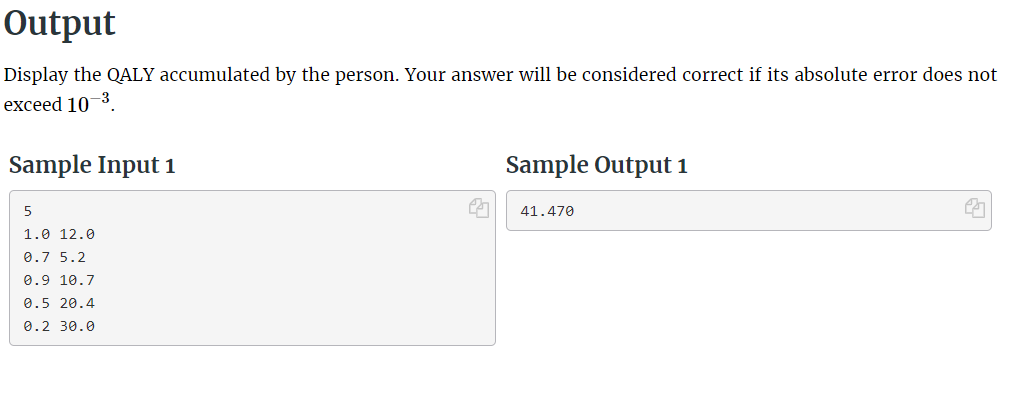 Output
Display the QALY accumulated by the person. Your answer will be considered correct if its absolute error does not
exceed 10⁻³.
Sample Input 1
5
1.0 12.0
0.7 5.2
0.9 10.7
0.5 20.4
0.2 30.0
Sample Output 1
41.470